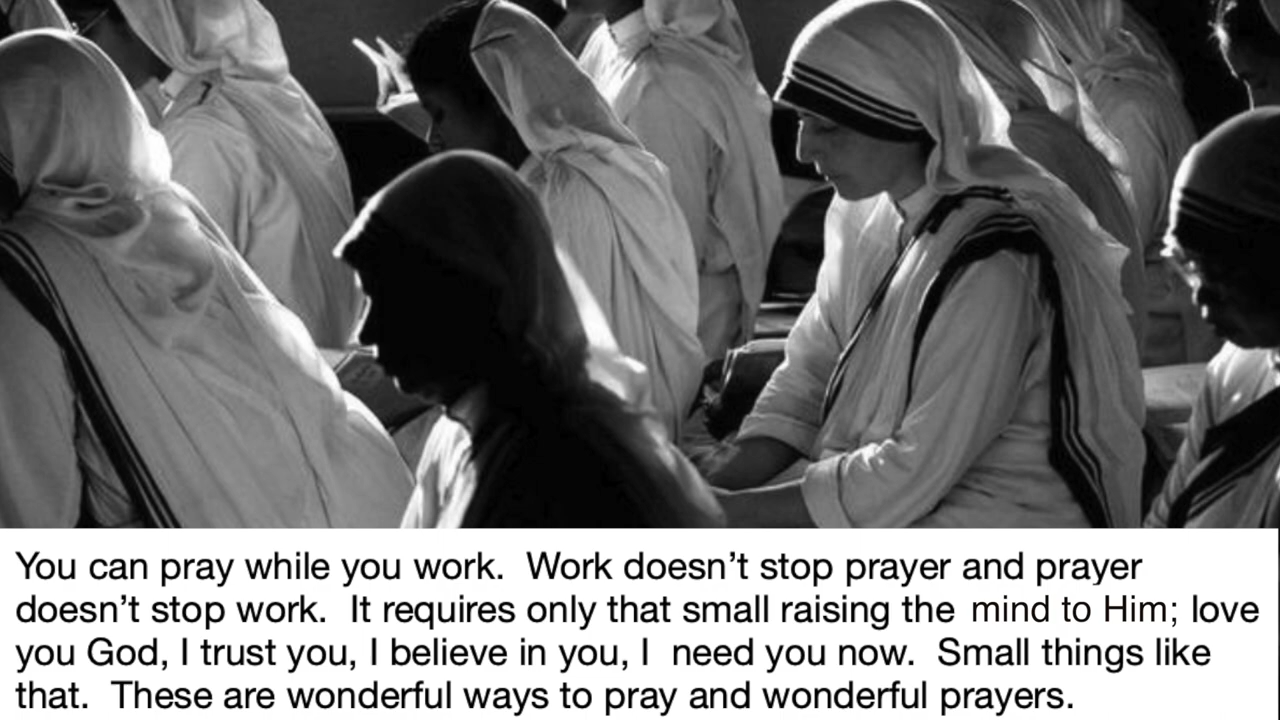 You can pray while you work.  Work doesn’t stop prayer and prayer
doesn’t stop work.  It requires only that small raising the mind to Him; love
you God, I trust you, I believe in you, I  need you now.  Small things like
that.  These are wonderful ways to pray and wonderful prayers.